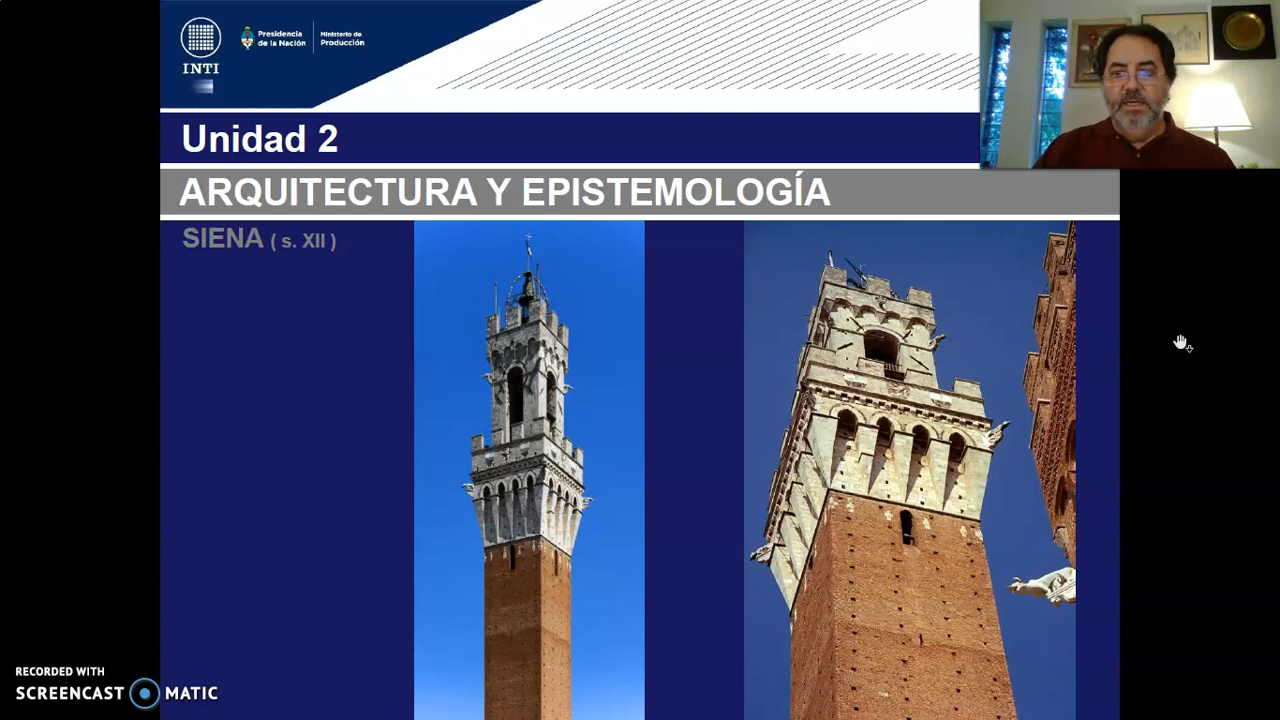 INTI
Presidencia
de la Nación
Ministerio de
Producción
Unidad 2
ARQUITECTURA Y EPISTEMOLOGÍA
SIENA ( s. XII )
RECORDED WITH
SCREENCAST MATIC